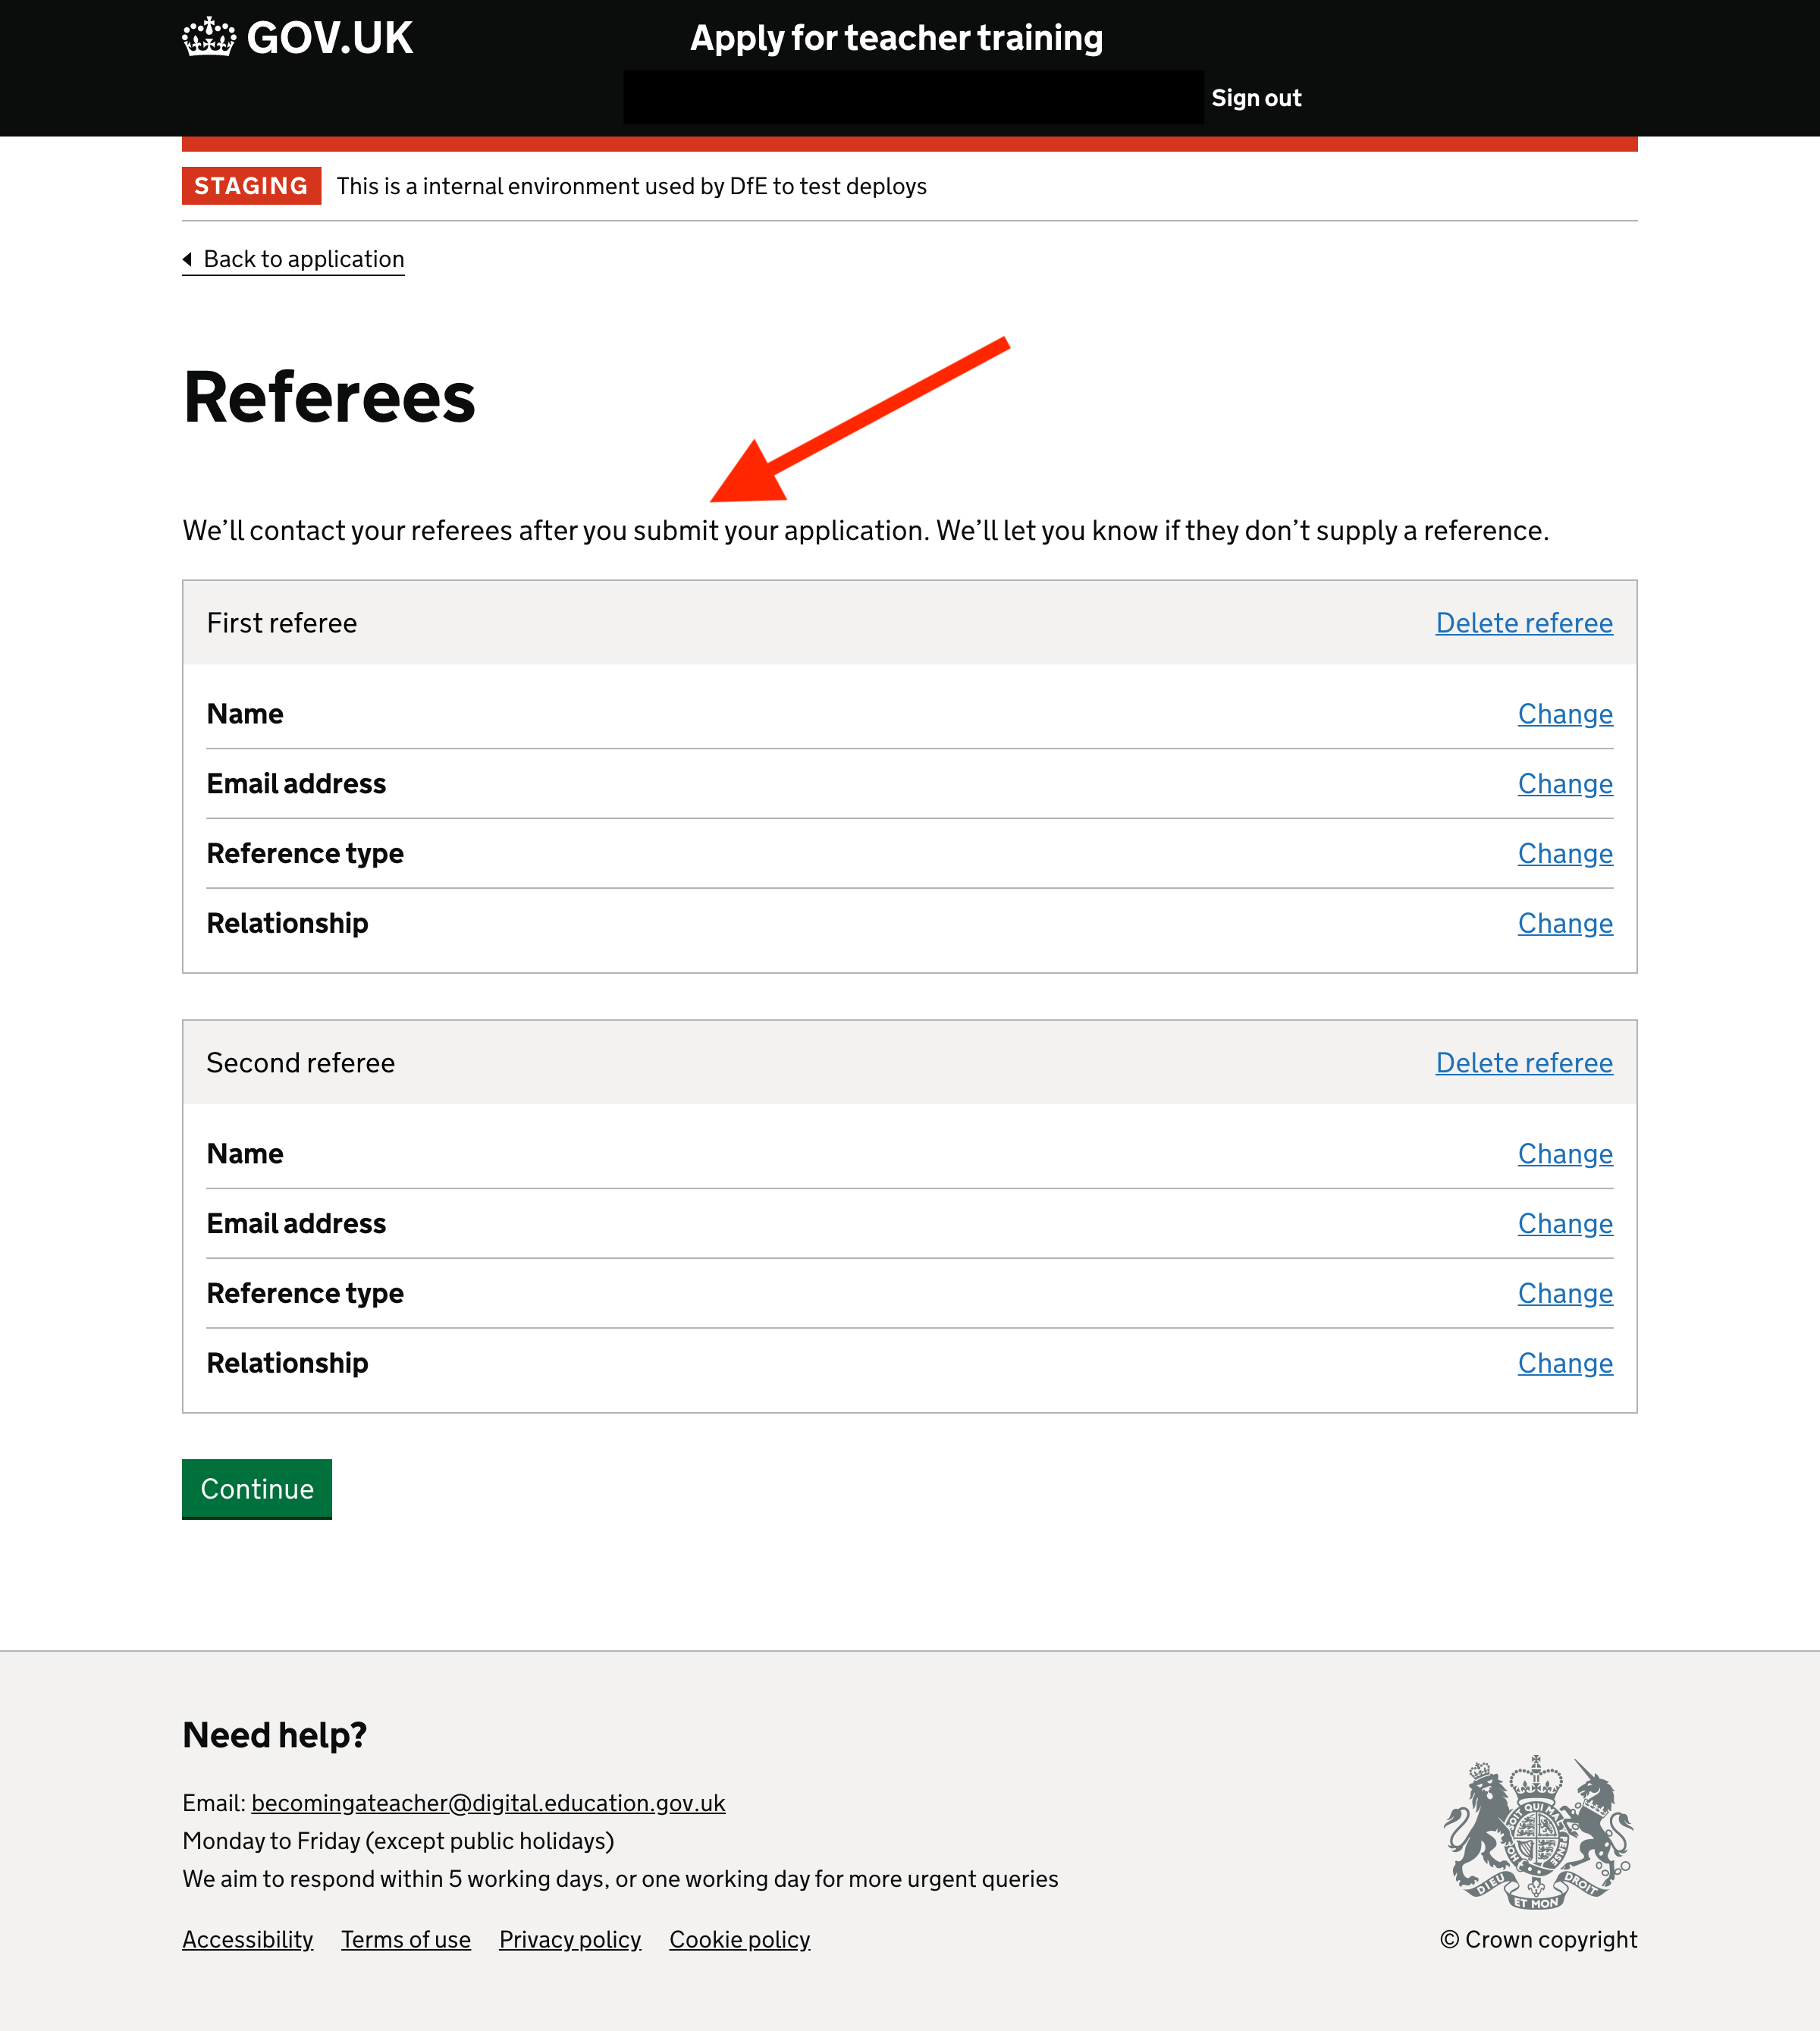 GOV.UK
Apply for teacher training
Sign out
STAGING This is a internal environment used by DfE to test deploys
Back to application
Referees
We’ll contact your referees after you submit your application. We’ll let you know if they don’t supply a reference.
First referee Delete referee
Name Change
Email address Change
Reference type Change
Relationship Change
Second referee Delete referee
Name Change
Email address Change
Reference type Change
Relationship Change
Continue
Need help?
Email: becomingateacher@digital.education.gov.uk
Monday to Friday (except public holidays)
We aim to respond within 5 working days, or one working day for more urgent queries
DIEU ET MON DROIT
Accessibility Terms of use Privacy policy Cookie policy
© Crown copyright